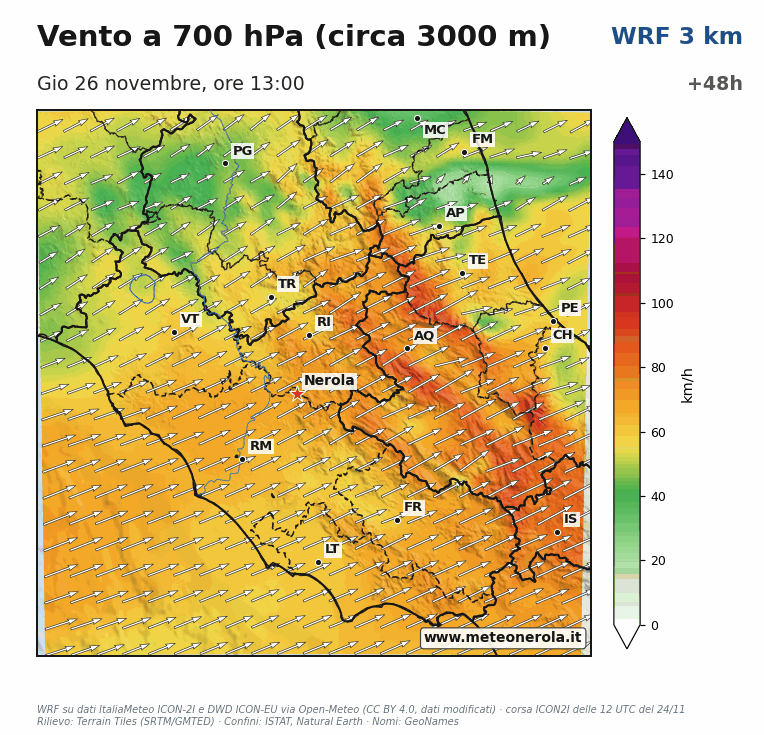 Vento a 700 hPa (circa 3000 m)
WRF 3 km
Gio 26 novembre, ore 13:00
+48h
MC
FM
PG
AP
TE
TR
PE
VT
RI
AQ
CH
Nerola
RM
FR
IS
LT
www.meteonerola.it
140
120
100
80
60
40
20
0
km/h
WRF su dati ItaliaMeteo ICON-2I e DWD ICON-EU via Open-Meteo (CC BY 4.0, dati modificati) · corsa ICON2I delle 12 UTC del 24/11
Rilievo: Terrain Tiles (SRTM/GMTED) · Confini: ISTAT, Natural Earth · Nomi: GeoNames